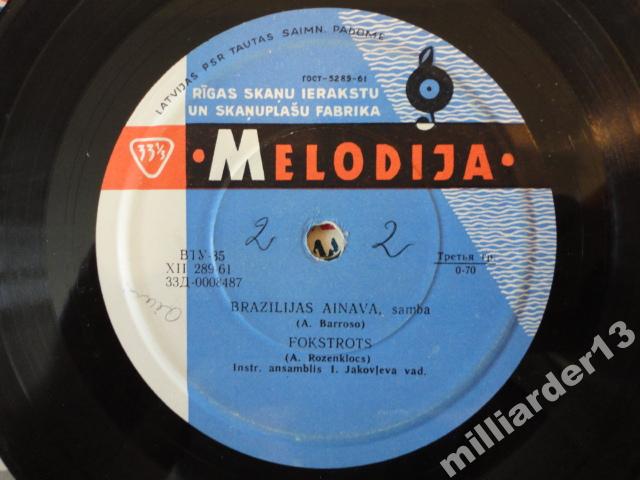 LATVIJAS PSR TAUTAS SAIMN. PADOME
ГОСТ-5289-61
RĪGAS SKAŅU IERAKSTU
UN SKAŅUPLAŠU FABRIKA
33⅓
• MELODIJA •
2 2
ВТУ-35
XII 289 61
33Д-0008487
Третья гр.
0-70
BRAZILIJAS AINAVA, samba
(A. Barroso)
FOKSTROTS
(A. Rozenklocs)
Instr. ansamblis I. Jakovļeva vad.
milliarder13